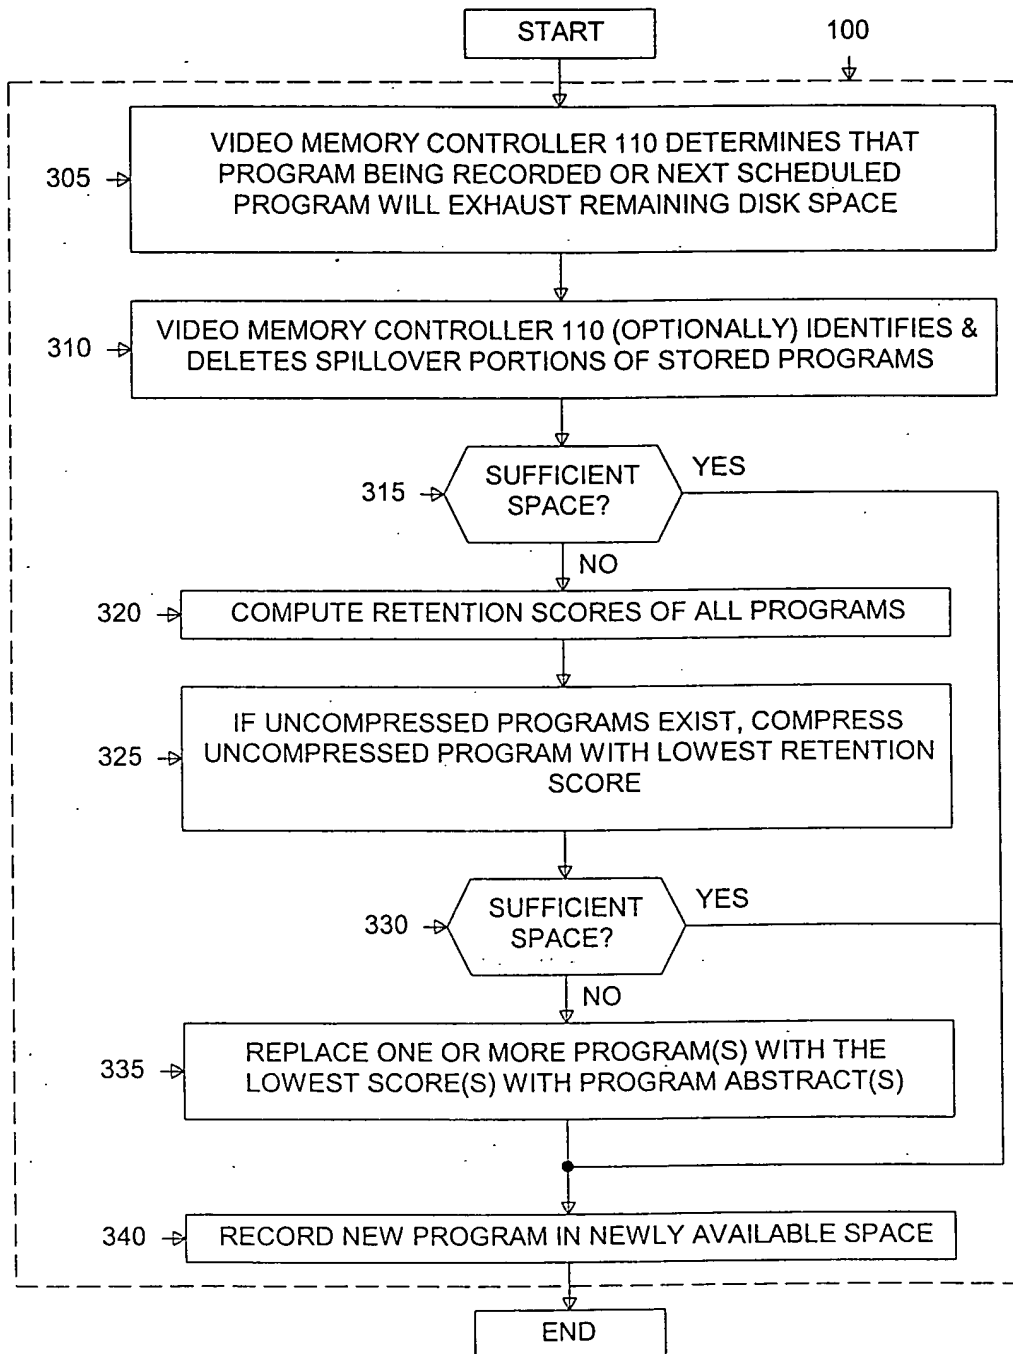 START
100
305
VIDEO MEMORY CONTROLLER 110 DETERMINES THAT
PROGRAM BEING RECORDED OR NEXT SCHEDULED
PROGRAM WILL EXHAUST REMAINING DISK SPACE
310
VIDEO MEMORY CONTROLLER 110 (OPTIONALLY) IDENTIFIES &
DELETES SPILLOVER PORTIONS OF STORED PROGRAMS
315
SUFFICIENT
SPACE?
YES
NO
320
COMPUTE RETENTION SCORES OF ALL PROGRAMS
325
IF UNCOMPRESSED PROGRAMS EXIST, COMPRESS
UNCOMPRESSED PROGRAM WITH LOWEST RETENTION
SCORE
330
SUFFICIENT
SPACE?
YES
NO
335
REPLACE ONE OR MORE PROGRAM(S) WITH THE
LOWEST SCORE(S) WITH PROGRAM ABSTRACT(S)
340
RECORD NEW PROGRAM IN NEWLY AVAILABLE SPACE
END